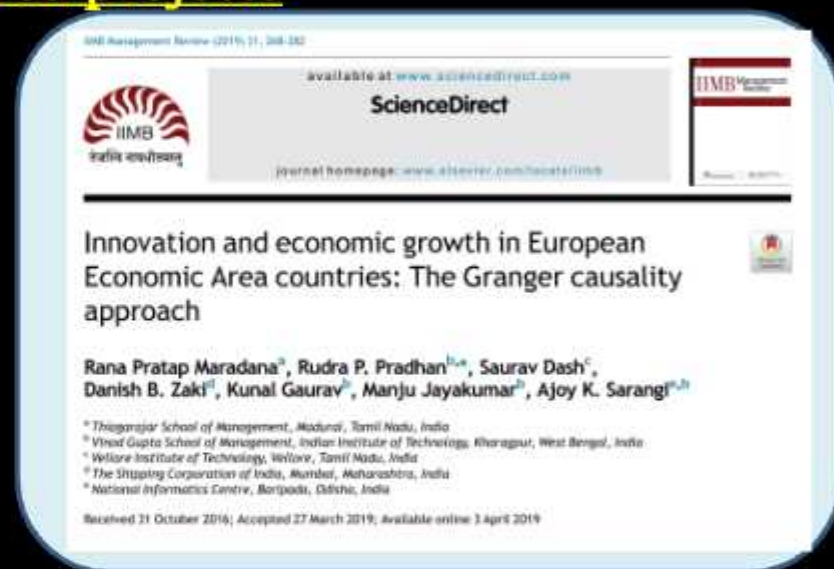 IIMB Management Review (2019) 31, 268-282
available at www.sciencedirect.com
ScienceDirect
journal homepage: www.elsevier.com/locate/iimb
IIMB
IIMB Management
Review
Innovation and economic growth in European
Economic Area countries: The Granger causality
approach
Rana Pratap Maradana a, Rudra P. Pradhan b,*, Saurav Dash c,
Danish B. Zaki d, Kunal Gaurav b, Manju Jayakumar b, Ajoy K. Sarangi
a Thiagarajar School of Management, Madurai, Tamil Nadu, India
b Vinod Gupta School of Management, Indian Institute of Technology, Kharagpur, West Bengal, India
c Vellore Institute of Technology, Vellore, Tamil Nadu, India
d The Shipping Corporation of India, Mumbai, Maharashtra, India
e National Informatics Centre, Baripada, Odisha, India
Received 31 October 2016; Accepted 27 March 2019; Available online 3 April 2019